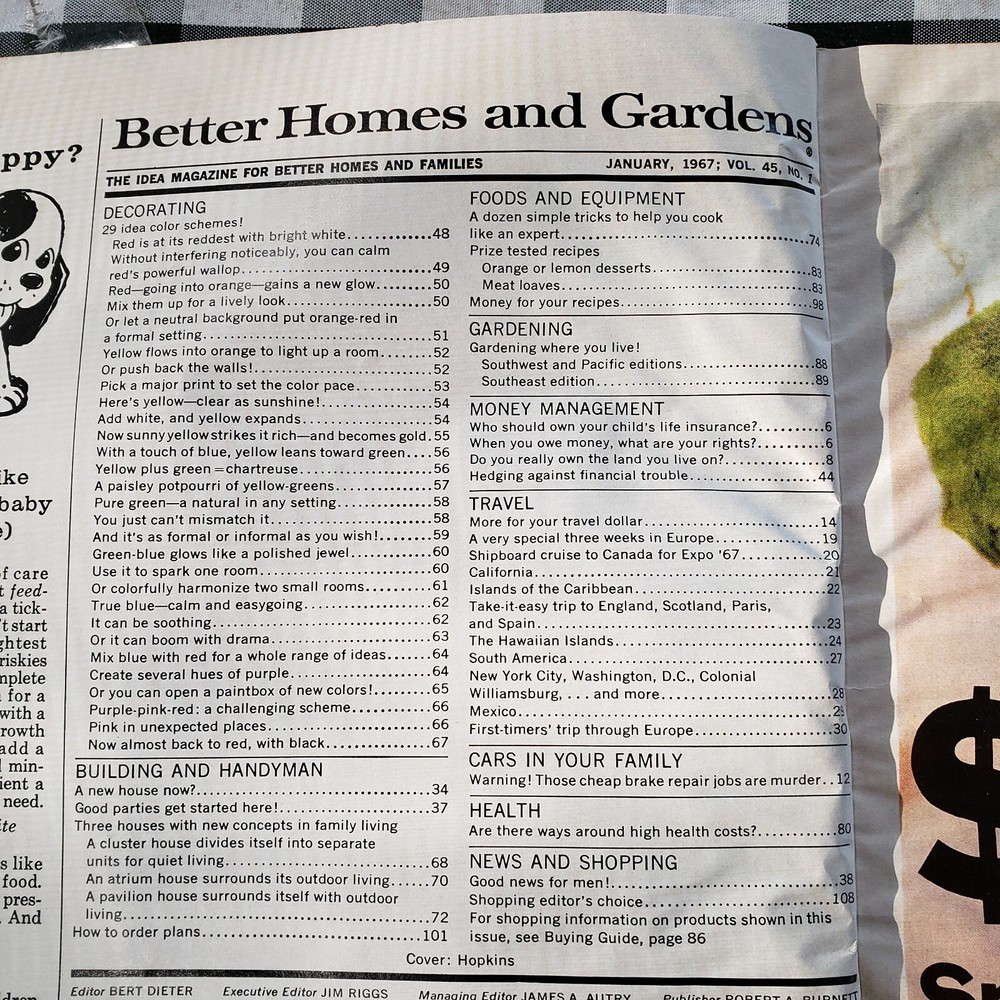 ppy?
ike
baby
e)
of care
t feed-
a tick-
't start
ghtest
riskies
mplete
n for a
with a
rowth
add a
l min-
ient a
need.
ite
s like
food.
pres-
. And
Better Homes and Gardens®
THE IDEA MAGAZINE FOR BETTER HOMES AND FAMILIES JANUARY, 1967; VOL. 45, NO. 1
DECORATING
29 idea color schemes!
Red is at its reddest with bright white..................48
Without interfering noticeably, you can calm
red's powerful wallop..................49
Red—going into orange—gains a new glow..........50
Mix them up for a lively look..................50
Or let a neutral background put orange-red in
a formal setting..................51
Yellow flows into orange to light up a room..........52
Or push back the walls!..................52
Pick a major print to set the color pace..........53
Here's yellow—clear as sunshine!..................54
Add white, and yellow expands..................54
Now sunny yellow strikes it rich—and becomes gold.55
With a touch of blue, yellow leans toward green....56
Yellow plus green=chartreuse..................56
A paisley potpourri of yellow-greens..................57
Pure green—a natural in any setting..................58
You just can't mismatch it..................58
And it's as formal or informal as you wish!..........59
Green-blue glows like a polished jewel..........60
Use it to spark one room..................60
Or colorfully harmonize two small rooms..........61
True blue—calm and easygoing..................62
It can be soothing..................62
Or it can boom with drama..................63
Mix blue with red for a whole range of ideas........64
Create several hues of purple..................64
Or you can open a paintbox of new colors!..........65
Purple-pink-red: a challenging scheme..........66
Pink in unexpected places..................66
Now almost back to red, with black..................67
BUILDING AND HANDYMAN
A new house now?..................34
Good parties get started here!..................37
Three houses with new concepts in family living
A cluster house divides itself into separate
units for quiet living..................68
An atrium house surrounds its outdoor living......70
A pavilion house surrounds itself with outdoor
living..................72
How to order plans..................101
FOODS AND EQUIPMENT
A dozen simple tricks to help you cook
like an expert..................74
Prize tested recipes
Orange or lemon desserts..................83
Meat loaves..................83
Money for your recipes..................98
GARDENING
Gardening where you live!
Southwest and Pacific editions..................88
Southeast edition..................89
MONEY MANAGEMENT
Who should own your child's life insurance?..........6
When you owe money, what are your rights?..........6
Do you really own the land you live on?..........8
Hedging against financial trouble..................44
TRAVEL
More for your travel dollar..................14
A very special three weeks in Europe..................19
Shipboard cruise to Canada for Expo '67..........20
California..................21
Islands of the Caribbean..................22
Take-it-easy trip to England, Scotland, Paris,
and Spain..................23
The Hawaiian Islands..................24
South America..................27
New York City, Washington, D.C., Colonial
Williamsburg, . . . and more..................28
Mexico..................
First-timers' trip through Europe..................30
CARS IN YOUR FAMILY
Warning! Those cheap brake repair jobs are murder..12
HEALTH
Are there ways around high health costs?..........80
NEWS AND SHOPPING
Good news for men!..................38
Shopping editor's choice..................108
For shopping information on products shown in this
issue, see Buying Guide, page 86
Cover: Hopkins
Editor BERT DIETER Executive Editor JIM RIGGS Managing Editor JAMES A. AUTRY Publisher ROBERT A. BURNETT
$